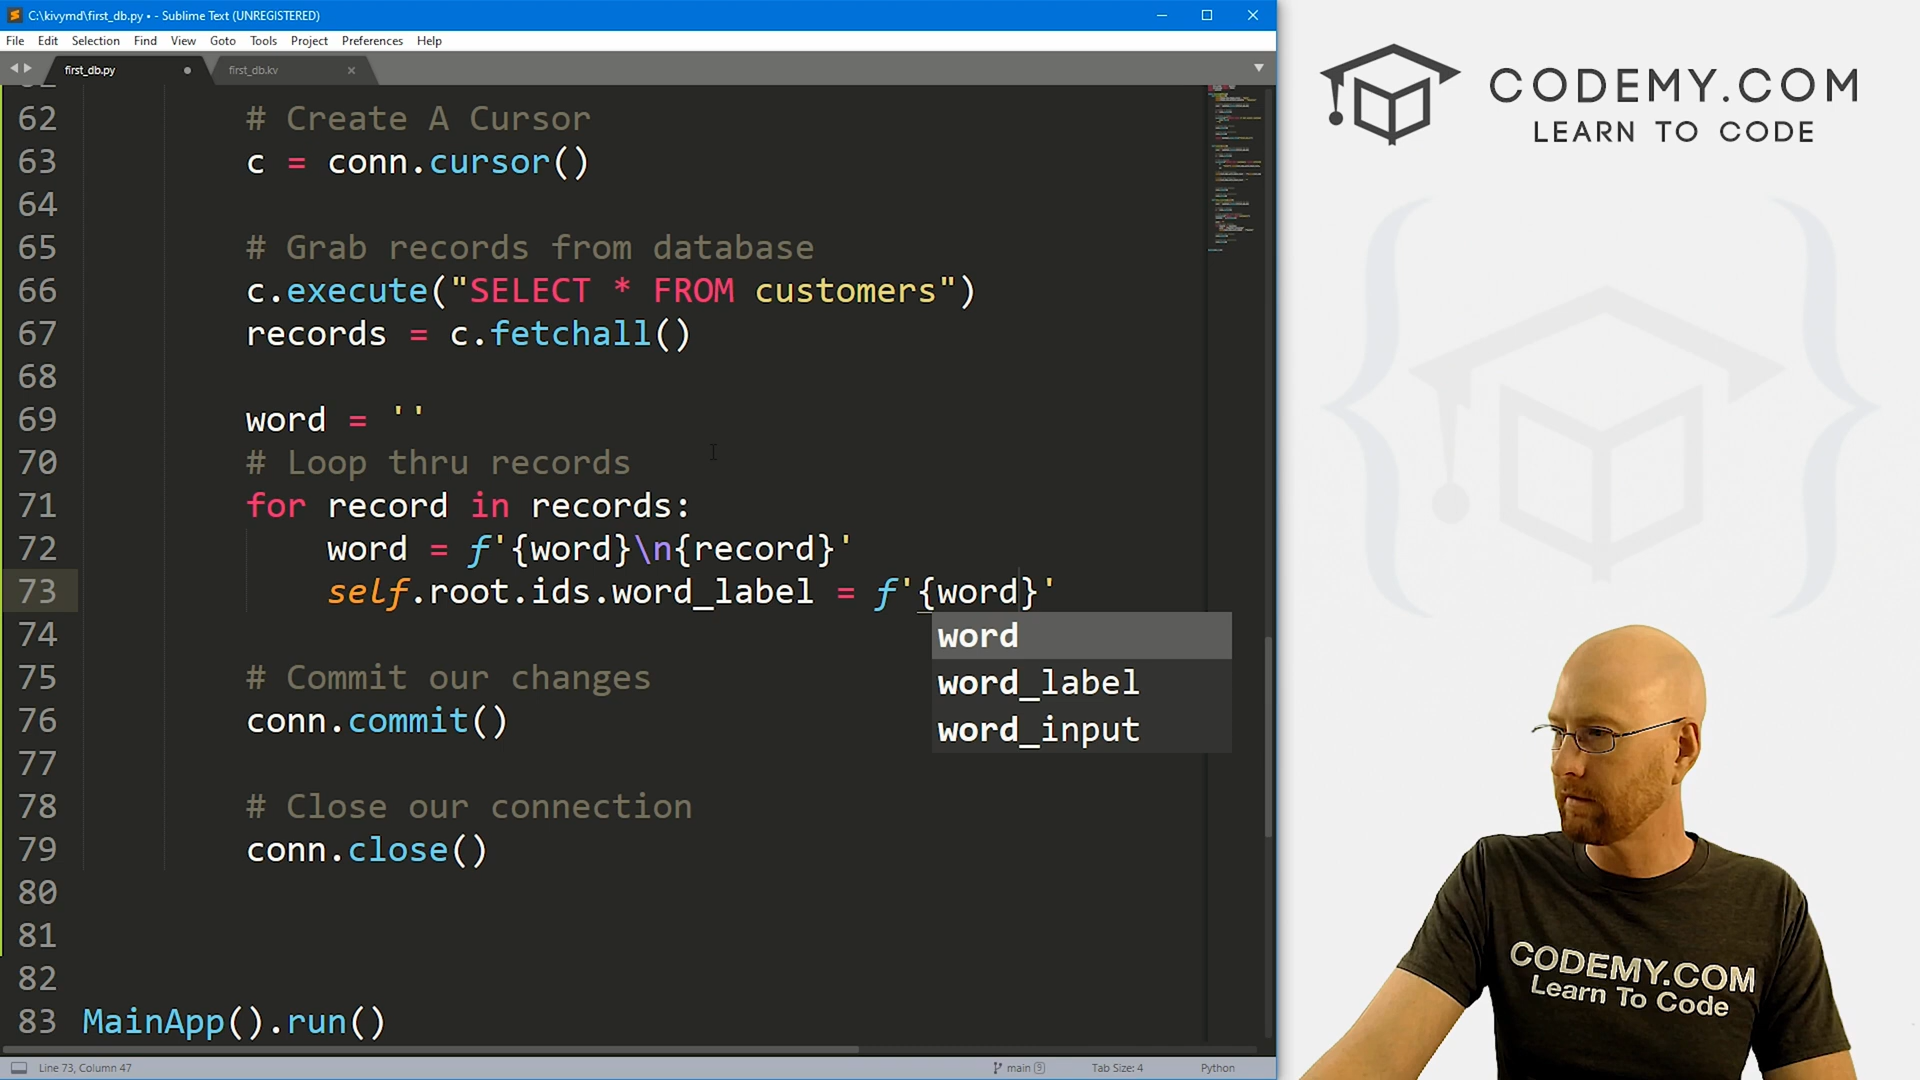 C:\kivymd\first_db.py • - Sublime Text (UNREGISTERED)
File Edit Selection Find View Goto Tools Project Preferences Help
first_db.py
first_db.kv
62 # Create A Cursor
63 c = conn.cursor()
64
65 # Grab records from database
66 c.execute("SELECT * FROM customers")
67 records = c.fetchall()
68
69 word = ''
70 # Loop thru records
71 for record in records:
72 word = f'{word}\n{record}'
73 self.root.ids.word_label = f'{word}'
word
word_label
word_input
74
75 # Commit our changes
76 conn.commit()
77
78 # Close our connection
79 conn.close()
80
81
82
83 MainApp().run()
Line 73, Column 47
main 9
Tab Size: 4
Python
CODEMY.COM
LEARN TO CODE
CODEMY.COM
Learn To Code